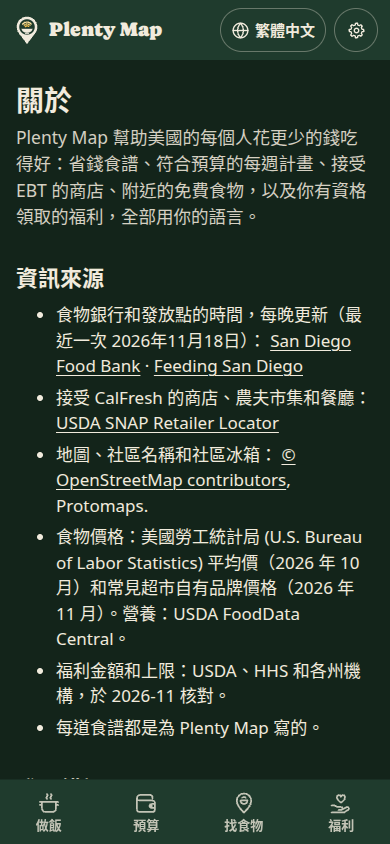 Plenty Map
繁體中文
關於
Plenty Map 幫助美國的每個人花更少的錢吃
得好：省錢食譜、符合預算的每週計畫、接受
EBT 的商店、附近的免費食物，以及你有資格
領取的福利，全部用你的語言。
資訊來源
• 食物銀行和發放點的時間，每晚更新（最
近一次 2026年11月18日）： San Diego
Food Bank · Feeding San Diego
• 接受 CalFresh 的商店、農夫市集和餐廳：
USDA SNAP Retailer Locator
• 地圖、社區名稱和社區冰箱： ©
OpenStreetMap contributors,
Protomaps.
• 食物價格：美國勞工統計局 (U.S. Bureau
of Labor Statistics) 平均價（2026 年 10
月）和常見超市自有品牌價格（2026 年
11 月）。營養：USDA FoodData
Central。
• 福利金額和上限：USDA、HHS 和各州機
構，於 2026-11 核對。
• 每道食譜都是為 Plenty Map 寫的。
做飯
預算
找食物
福利